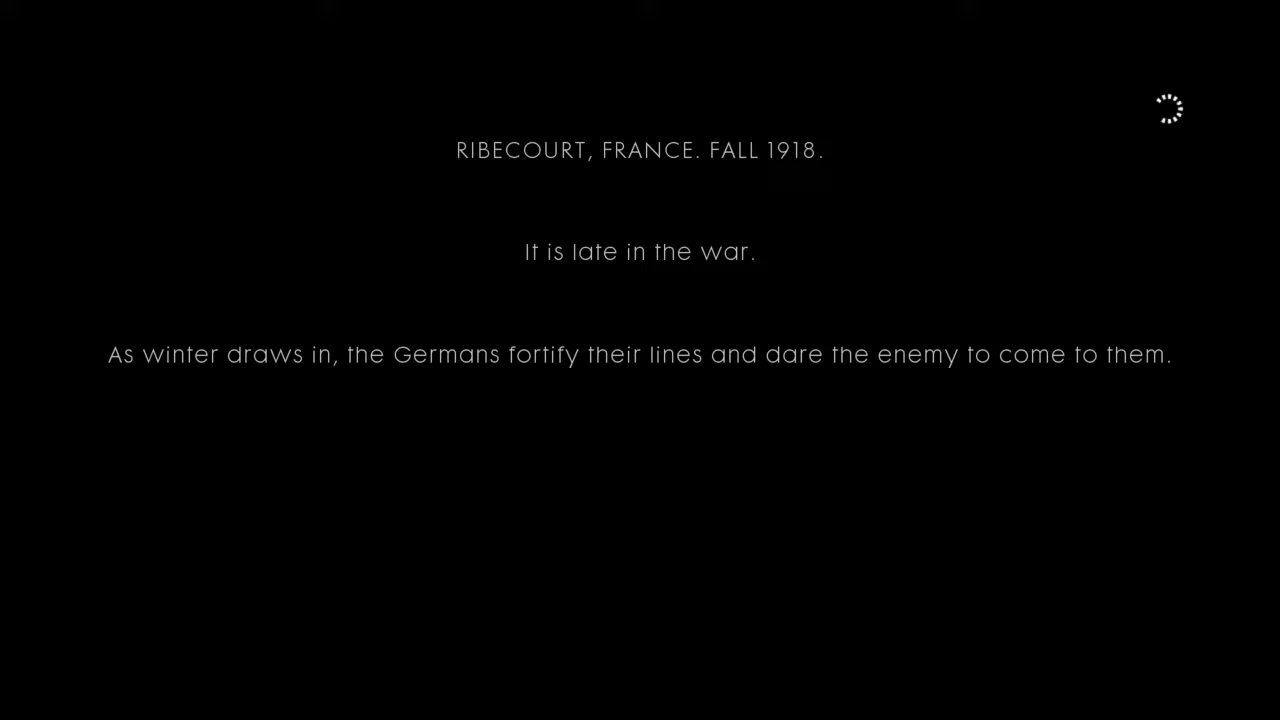 RIBECOURT, FRANCE. FALL 1918.
It is late in the war.
As winter draws in, the Germans fortify their lines and dare the enemy to come to them.